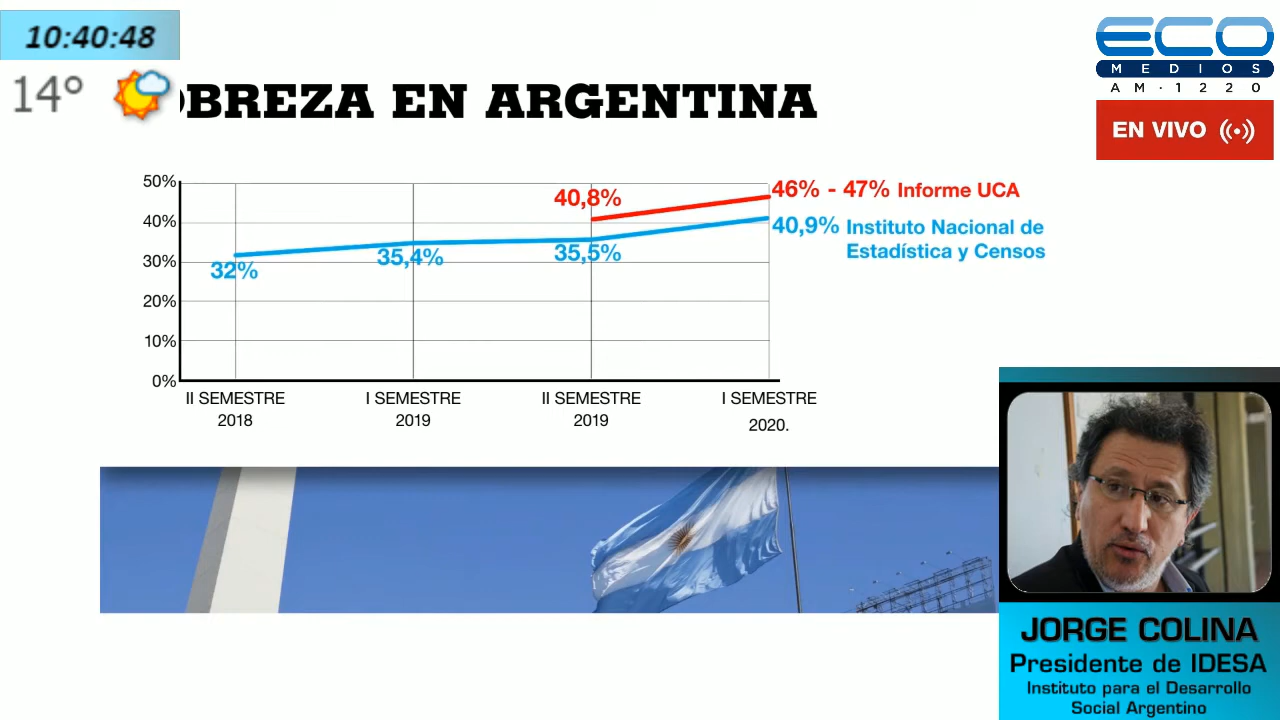 10:40:48
14°
OBREZA EN ARGENTINA
ECO
MEDIOS
AM·1220
EN VIVO
50%
40%
30%
20%
10%
0%
40,8%
46% - 47% Informe UCA
40,9% Instituto Nacional de
Estadística y Censos
32%
35,4%
35,5%
II SEMESTRE
2018
I SEMESTRE
2019
II SEMESTRE
2019
I SEMESTRE
2020.
JORGE COLINA
Presidente de IDESA
Instituto para el Desarrollo
Social Argentino